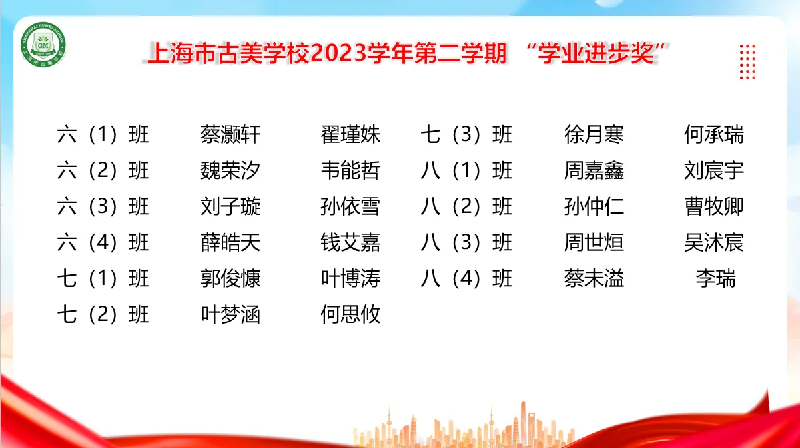 上海市古美学校2023学年第二学期 “学业进步奖”
六（1）班 蔡灏轩 翟瑾姝 七（3）班 徐月寒 何承瑞
六（2）班 魏荣汐 韦能哲 八（1）班 周嘉鑫 刘宸宇
六（3）班 刘子璇 孙依雪 八（2）班 孙仲仁 曹牧卿
六（4）班 薛皓天 钱艾嘉 八（3）班 周世烜 吴沭宸
七（1）班 郭俊慷 叶博涛 八（4）班 蔡未溢 李瑞
七（2）班 叶梦涵 何思攸